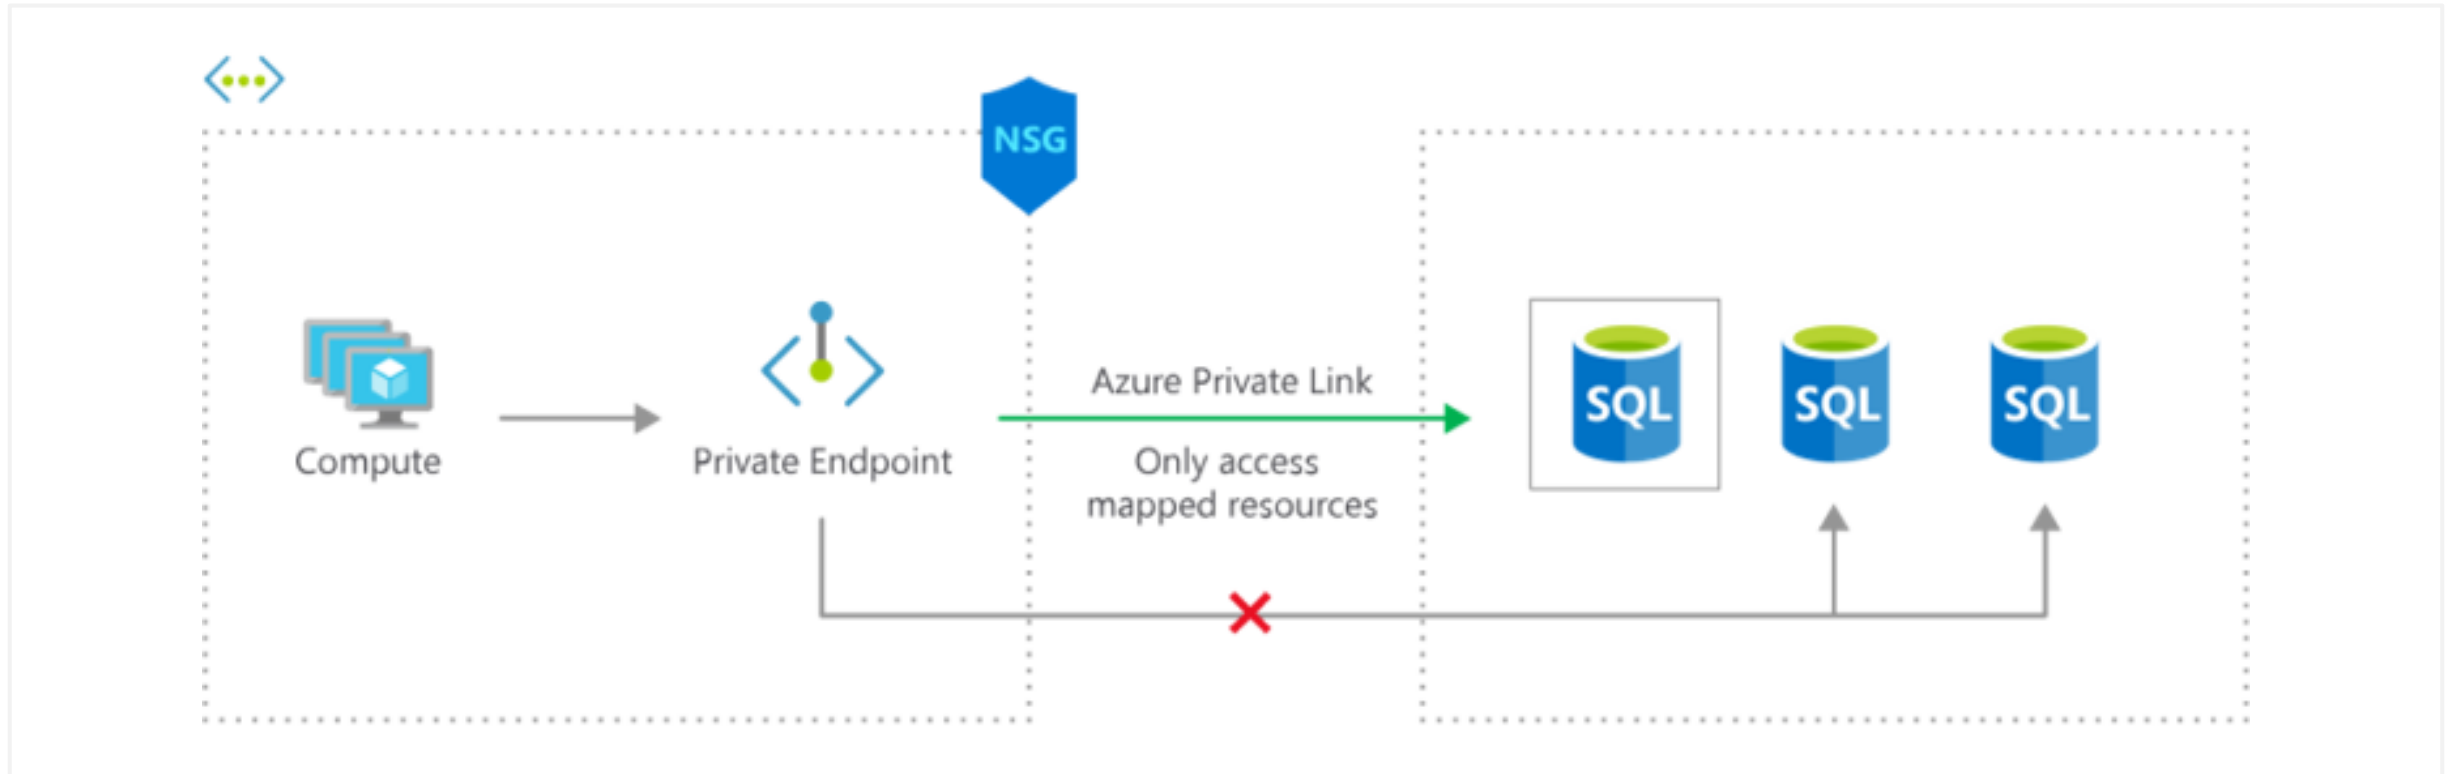 NSG
Azure Private Link
SQL
SQL
SQL
Compute
Private Endpoint
Only access
mapped resources